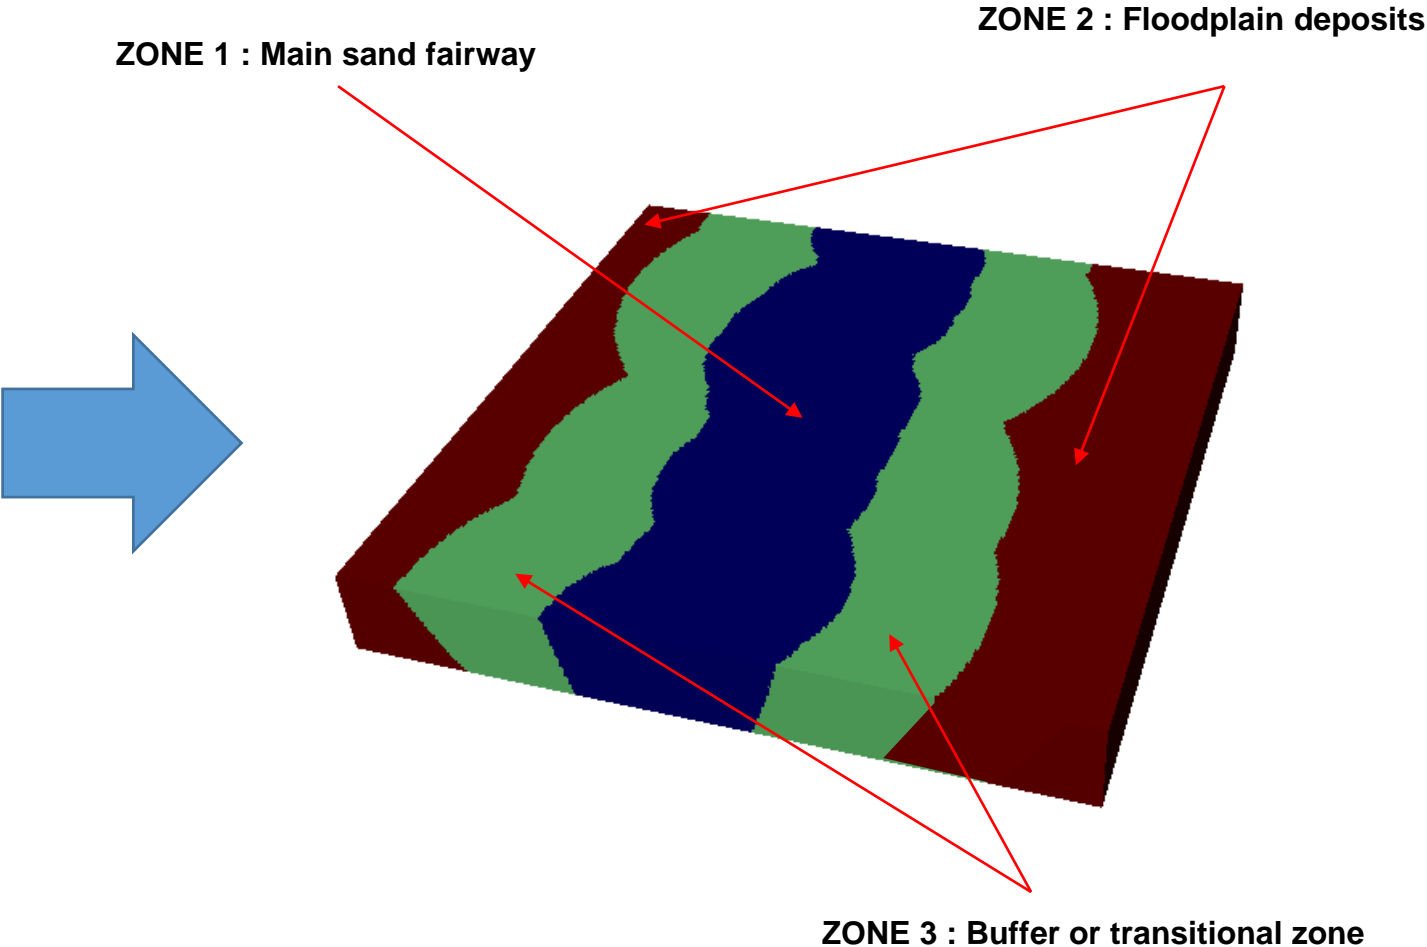 ZONE 2 : Floodplain deposits
ZONE 1 : Main sand fairway
ZONE 3 : Buffer or transitional zone